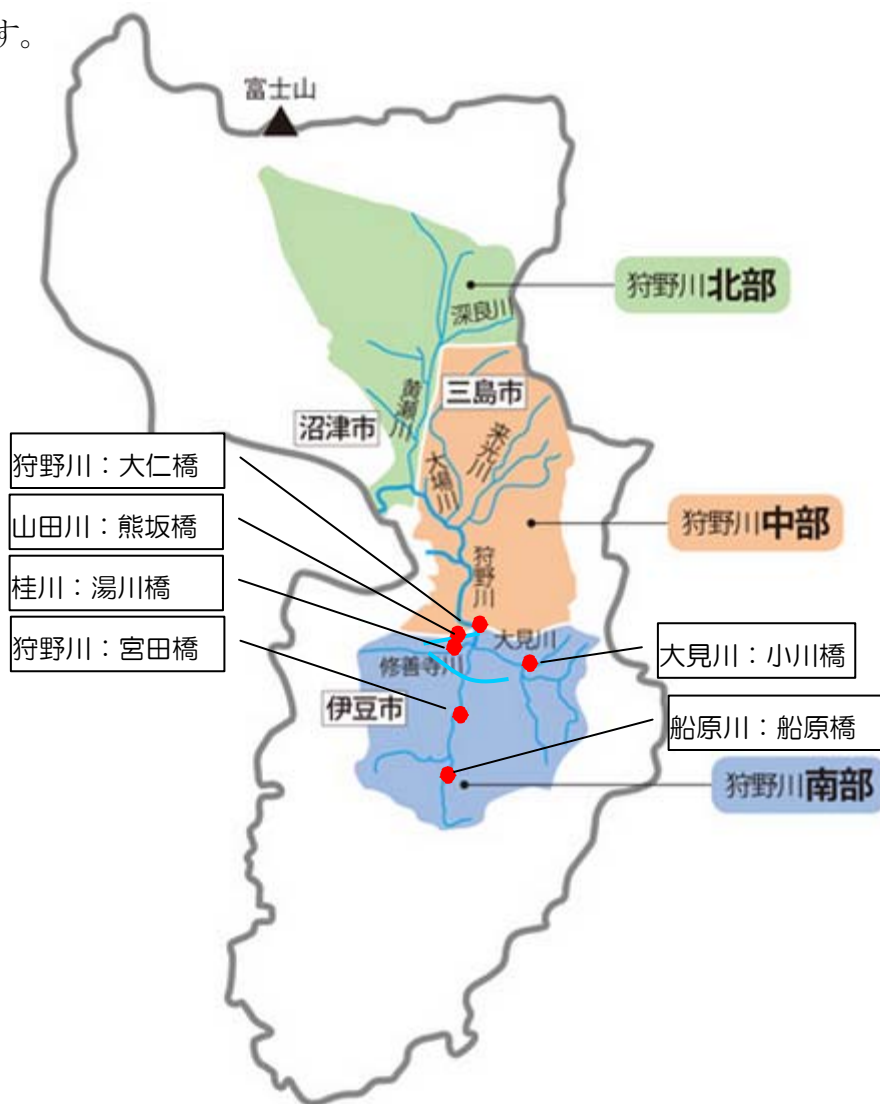 す。
富士山
狩野川北部
深良川
三島市
黄瀬川
沼津市
来光川
大場川
狩野川：大仁橋
山田川：熊坂橋
狩野川中部
桂川：湯川橋
狩野川
狩野川：宮田橋
大見川
大見川：小川橋
修善寺川
伊豆市
船原川：船原橋
狩野川南部